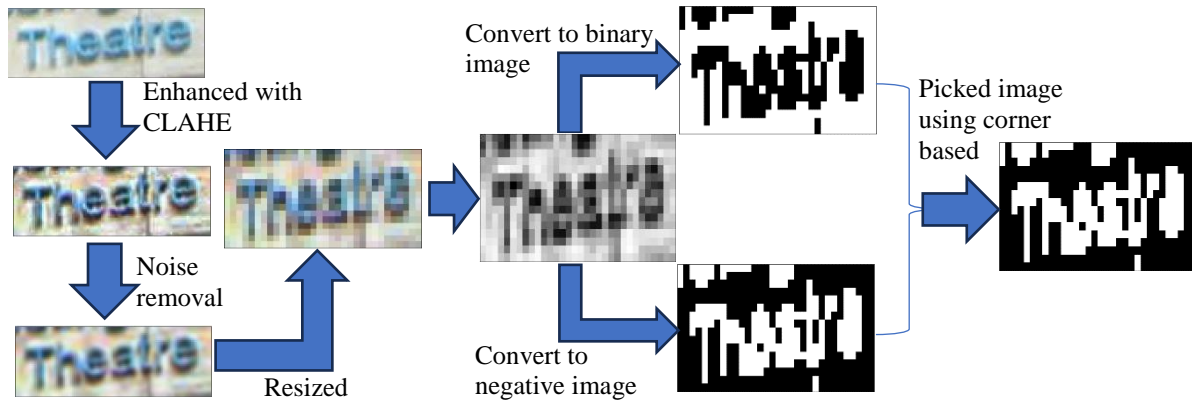 Theatre
Enhanced with
CLAHE
Theatre
Noise
removal
Theatre
Resized
Theatre
Theatre
Convert to binary
image
Convert to
negative image
Picked image
using corner
based